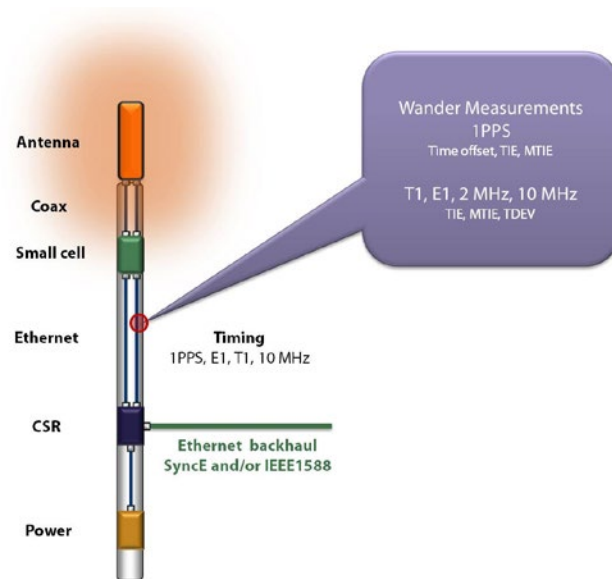 Wander Measurements
1PPS
Time offset, TIE, MTIE
T1, E1, 2 MHz, 10 MHz
TIE, MTIE, TDEV
Antenna
Coax
Small cell
Ethernet
Timing
1PPS, E1, T1, 10 MHz
CSR
Ethernet backhaul
SyncE and/or IEEE1588
Power